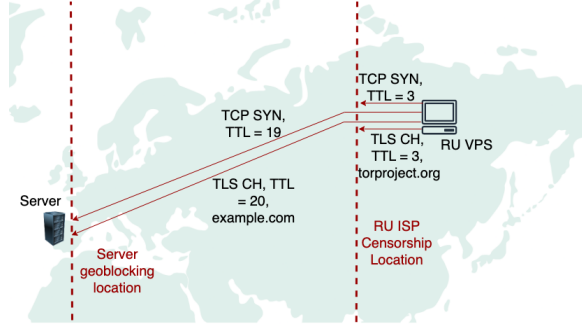 TCP SYN,
TTL = 3
TCP SYN,
TTL = 19
RU VPS
TLS CH,
TTL = 3,
torproject.org
TLS CH, TTL
= 20,
example.com
Server
Server
geoblocking
location
RU ISP
Censorship
Location